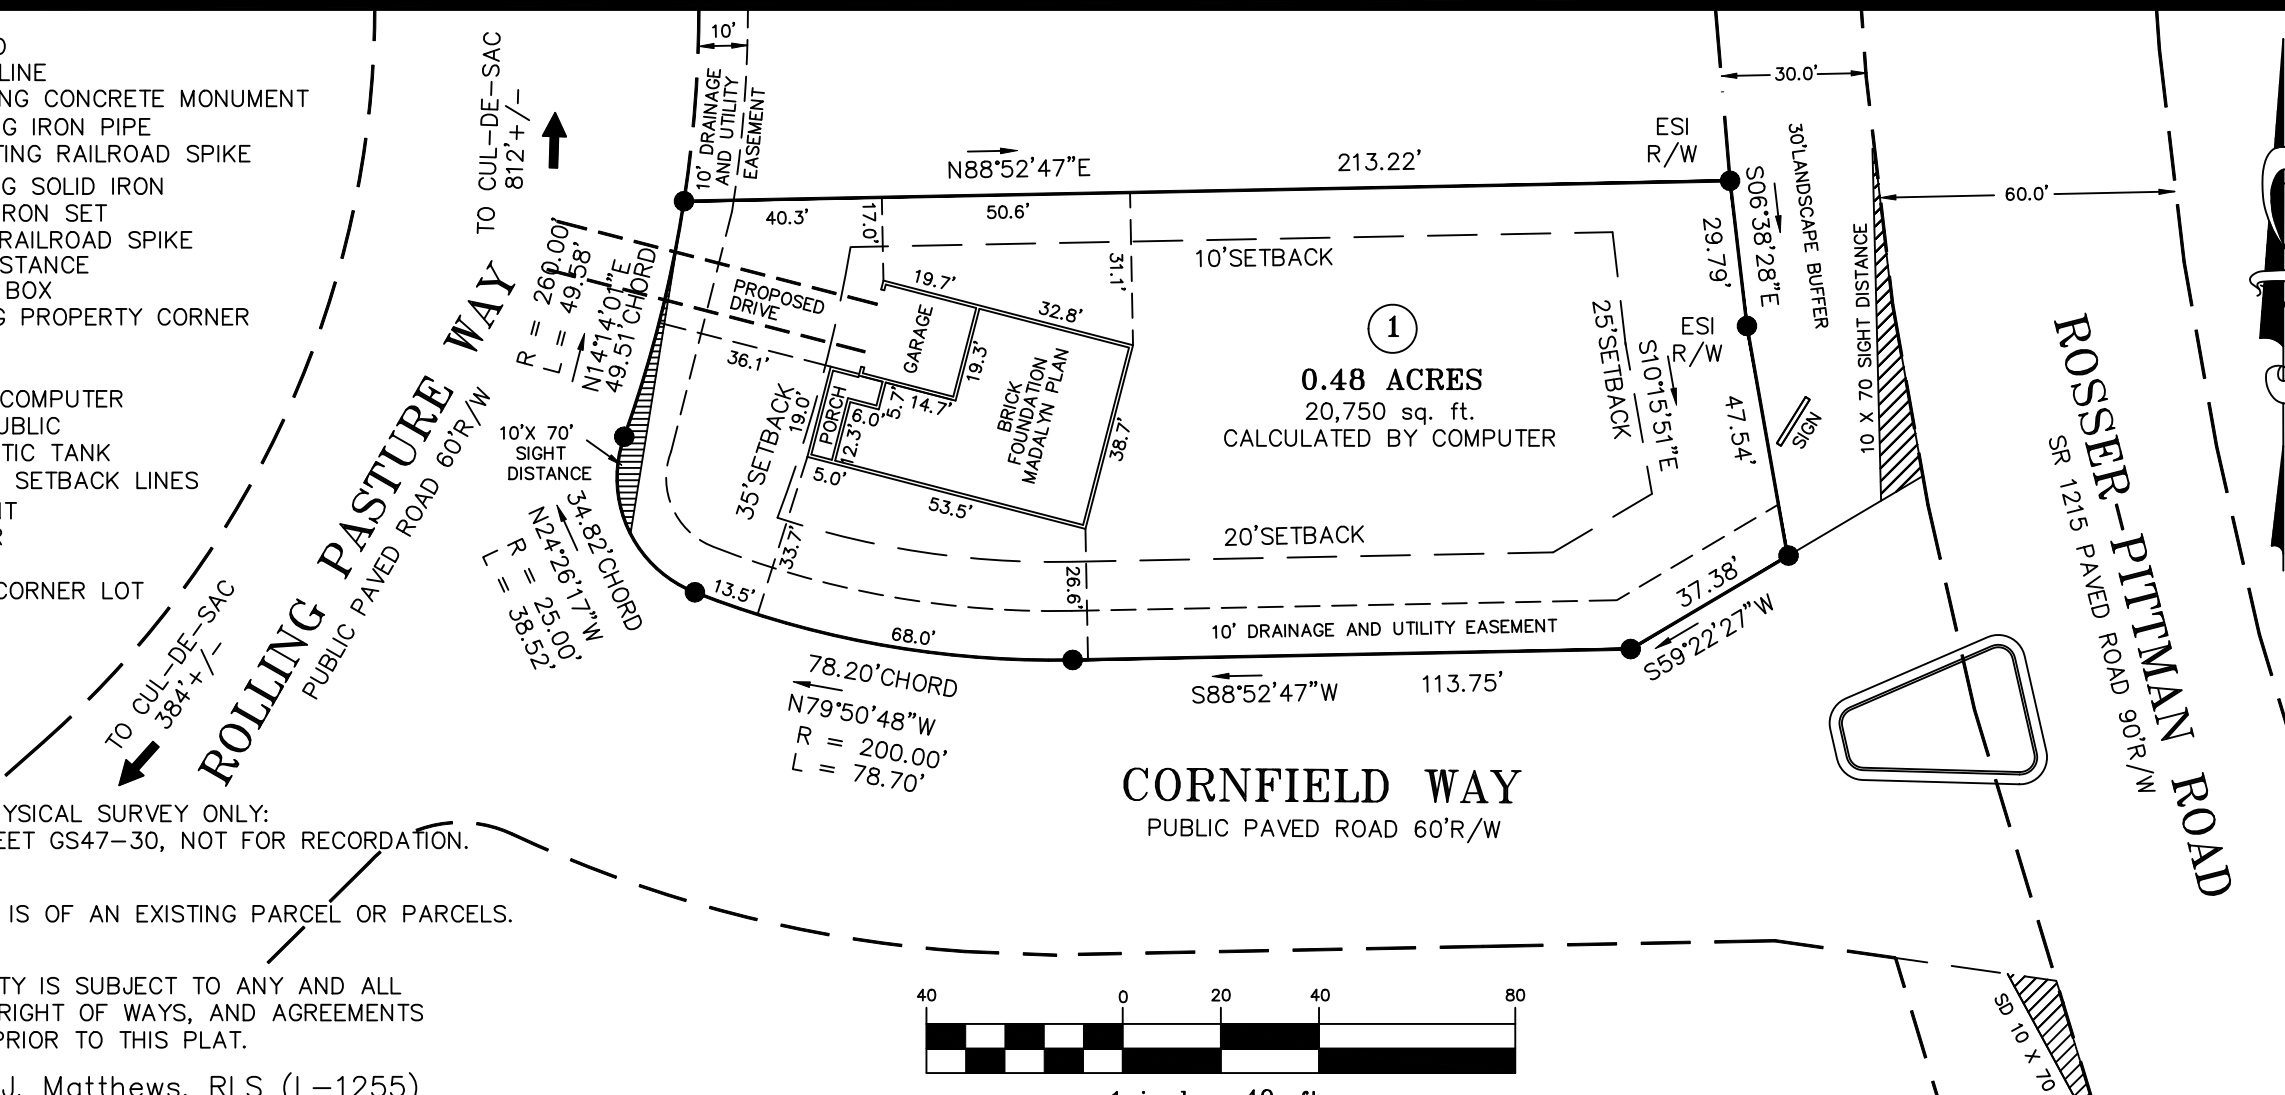 LINE
NG CONCRETE MONUMENT
G IRON PIPE
TING RAILROAD SPIKE
G SOLID IRON
IRON SET
RAILROAD SPIKE
STANCE
BOX
G PROPERTY CORNER
COMPUTER
UBLIC
TIC TANK
SETBACK LINES
CORNER LOT
YSICAL SURVEY ONLY:
EET GS47-30, NOT FOR RECORDATION.
IS OF AN EXISTING PARCEL OR PARCELS.
TY IS SUBJECT TO ANY AND ALL
RIGHT OF WAYS, AND AGREEMENTS
PRIOR TO THIS PLAT.
J. Matthews, RLS (L-1255)
TO CUL-DE-SAC
812'+/-
10'
10' DRAINAGE
AND UTILITY
EASEMENT
N88°52'47"E
213.22'
40.3'
17.0'
50.6'
31.1'
ESI
R/W
30.0'
30'LANDSCAPE BUFFER
S06°38'28"E
29.79'
ESI
R/W
S10°15'51"E
47.54'
SIGN
10 X 70 SIGHT DISTANCE
60.0'
ROSSER-PITTMAN ROAD
SR 1215 PAVED ROAD 90'R/W
R = 260.00'
L = 49.58'
N14°14'01"E
49.51'CHORD
PROPOSED
DRIVE
36.1'
19.7'
GARAGE
32.8'
19.3'
14.7'
5.7'
6.0'
PORCH
19.0'
12.3'
5.0'
BRICK
FOUNDATION
MADALYN PLAN
38.7'
53.5'
10'SETBACK
25'SETBACK
20'SETBACK
35'SETBACK
1
0.48 ACRES
20,750 sq. ft.
CALCULATED BY COMPUTER
10'X 70'
SIGHT
DISTANCE
34.82'CHORD
N24°26'17"W
R = 25.00'
L = 38.52'
33.7'
13.5'
68.0'
26.6'
10' DRAINAGE AND UTILITY EASEMENT
37.38'
S59°22'27"W
78.20'CHORD
N79°50'48"W
R = 200.00'
L = 78.70'
S88°52'47"W
113.75'
ROLLING PASTURE WAY
PUBLIC PAVED ROAD 60'R/W
TO CUL-DE-SAC
384'+/-
CORNFIELD WAY
PUBLIC PAVED ROAD 60'R/W
SD 10 X 70
40 0 20 40 80